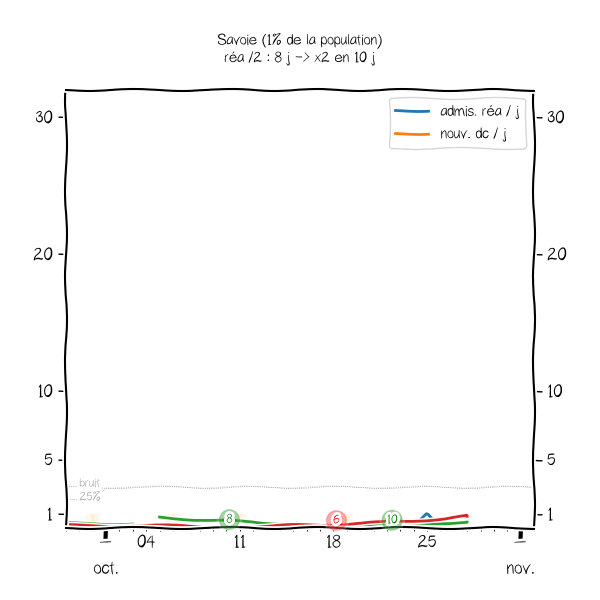 Savoie (1% de la population)
réa /2 : 8 j -> x2 en 10 j
admis. réa / j
nouv. dc / j
30
30
20
20
10
10
5
5
bruit
25%
1
1
8
6
10
04
11
18
25
oct.
nov.